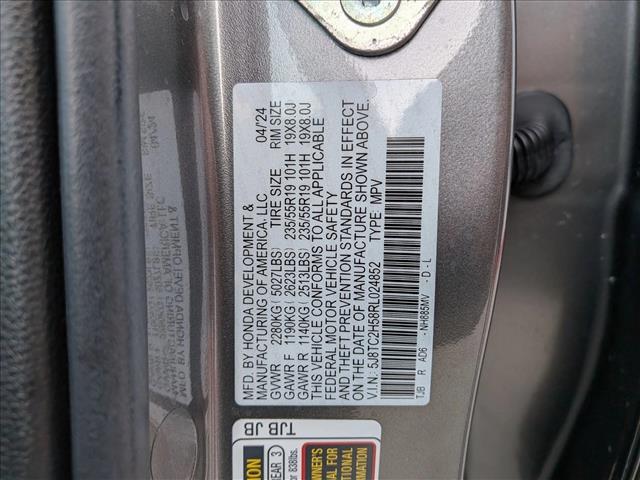 MFD. BY HONDA DEVELOPMENT & 04/24
MANUFACTURING OF AMERICA, LLC.
GVWR 2280KG(5027LBS) TIRE SIZE RIM SIZE
GAWR F 1190KG(2623LBS) 235/55R19 101H 19X8.0J
GAWR R 1140KG(2513LBS) 235/55R19 101H 19X8.0J
THIS VEHICLE CONFORMS TO ALL APPLICABLE
FEDERAL MOTOR VEHICLE SAFETY
AND THEFT PREVENTION STANDARDS IN EFFECT
ON THE DATE OF MANUFACTURE SHOWN ABOVE.
V.I.N.: 5J8TC2H58RL024852 TYPE: MPV
TJB R AD6 -NH885MV -D-L
TJB JB